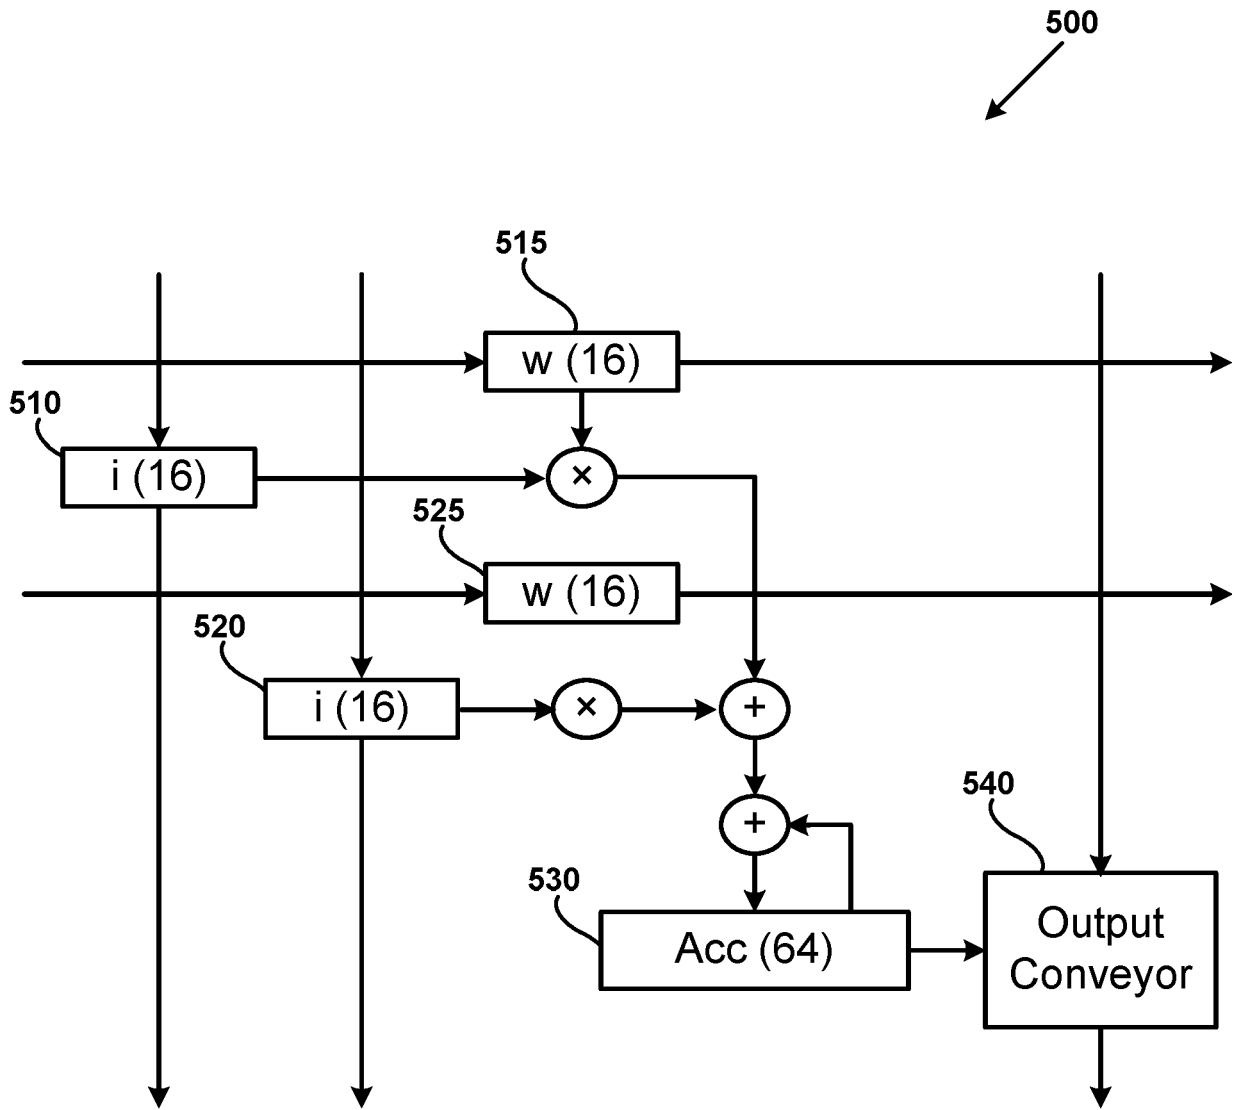 500
515
w (16)
510
i (16)
×
525
w (16)
520
i (16)
×
+
+
540
530
Acc (64)
Output
Conveyor